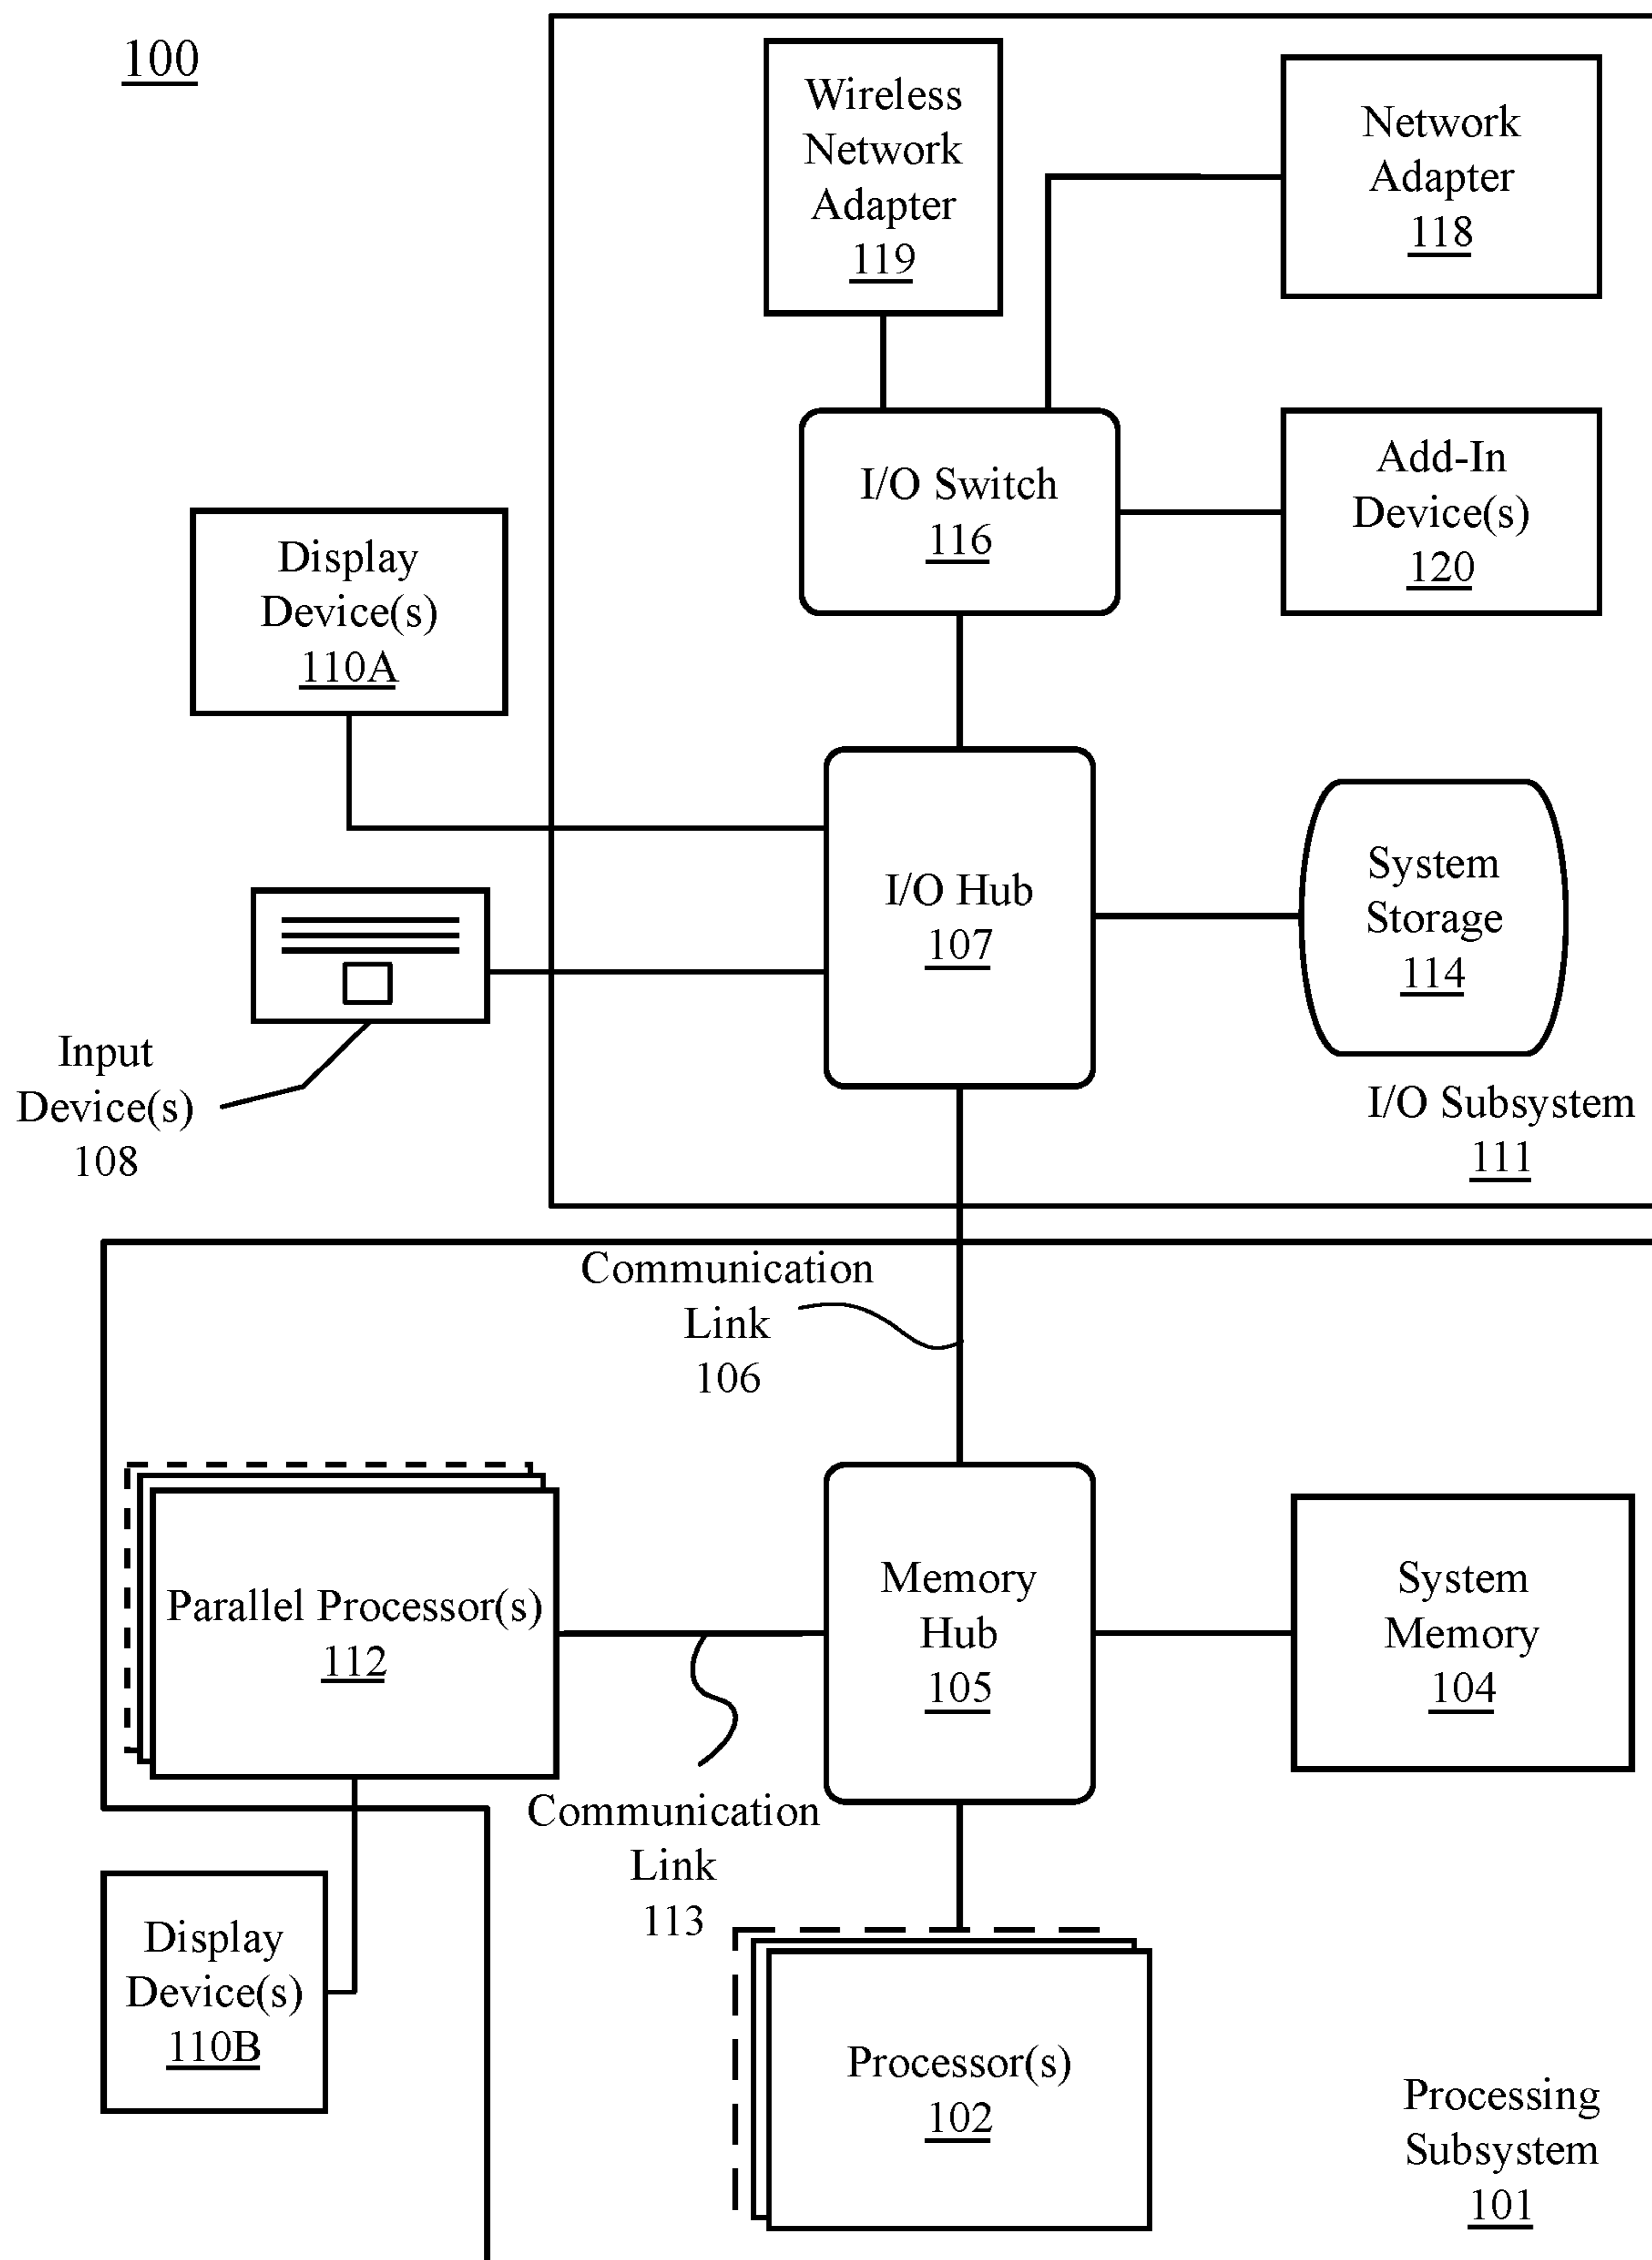 100
Wireless
Network
Adapter
119
Network
Adapter
118
I/O Switch
116
Add-In
Device(s)
120
Display
Device(s)
110A
I/O Hub
107
System
Storage
114
Input
Device(s)
108
I/O Subsystem
111
Communication
Link
106
Parallel Processor(s)
112
Memory
Hub
105
System
Memory
104
Communication
Link
113
Display
Device(s)
110B
Processor(s)
102
Processing
Subsystem
101